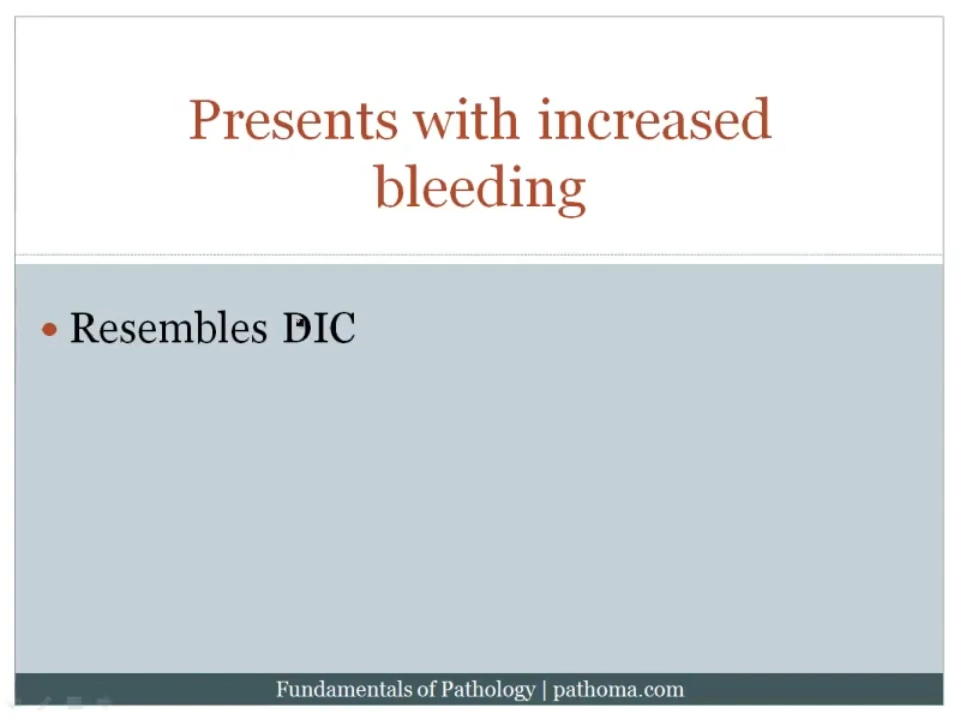 Presents with increased
bleeding
• Resembles DIC
Fundamentals of Pathology | pathoma.com